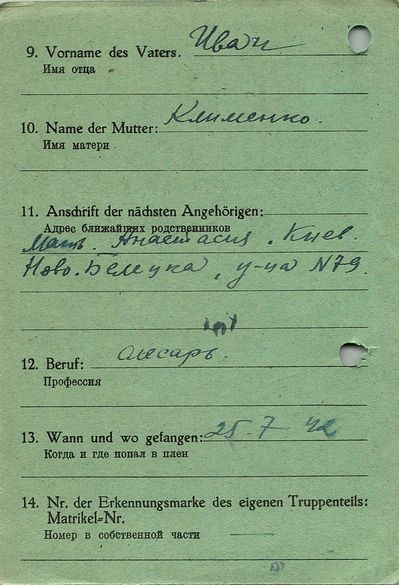 9. Vorname des Vaters. Иван
Имя отца
10. Name der Mutter: Клименко.
Имя матери
11. Anschrift der nächsten Angehörigen:
Адрес ближайших родственников
Мать. Анастасия. Киев.
Ново. Белецка, у-ца N79.
12. Beruf: слесарь.
Профессия
13. Wann und wo gefangen: 25.7 42
Когда и где попал в плен
14. Nr. der Erkennungsmarke des eigenen Truppenteils:
Matrikel=Nr.
Номер в собственной части